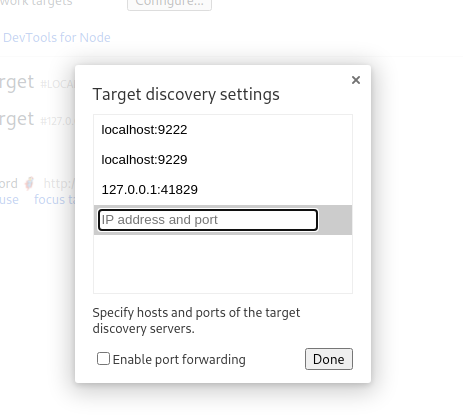 work targets
Configure...
DevTools for Node
×
Target discovery settings
rget #LOCA
localhost:9222
rget #127.0.
localhost:9229
ord http:/
127.0.0.1:41829
use focus ta
IP address and port
Specify hosts and ports of the target
discovery servers.
Enable port forwarding
Done